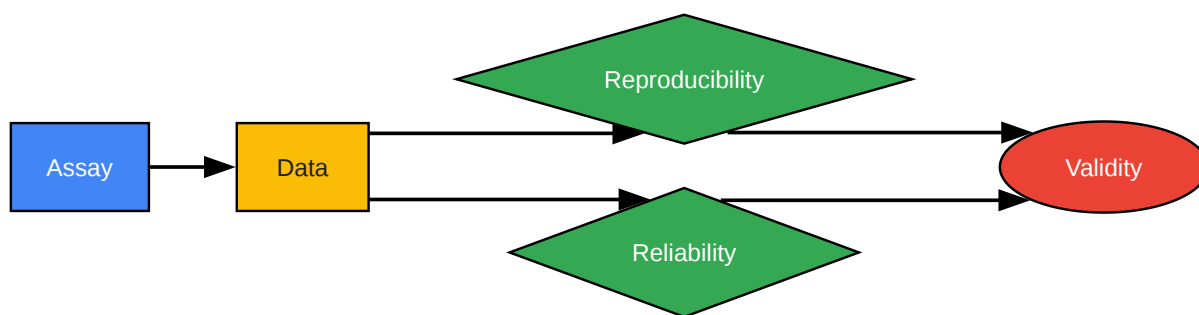 Reproducibility
Assay
Data
Validity
Reliability